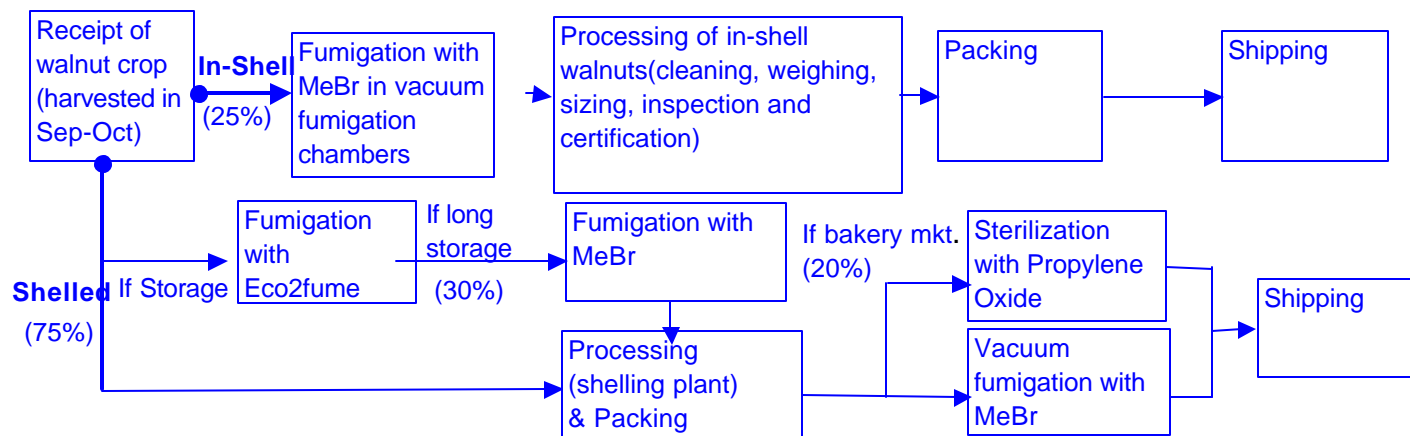 Receipt of
walnut crop
(harvested in
Sep-Oct)
In-Shell
(25%)
Fumigation with
MeBr in vacuum
fumigation
chambers
Processing of in-shell
walnuts(cleaning, weighing,
sizing, inspection and
certification)
Packing
Shipping
Shelled
(75%)
If Storage
Fumigation
with
Eco2fume
If long
storage
(30%)
Fumigation with
MeBr
Processing
(shelling plant)
& Packing
If bakery mkt.
(20%)
Sterilization
with Propylene
Oxide
Vacuum
fumigation with
MeBr
Shipping